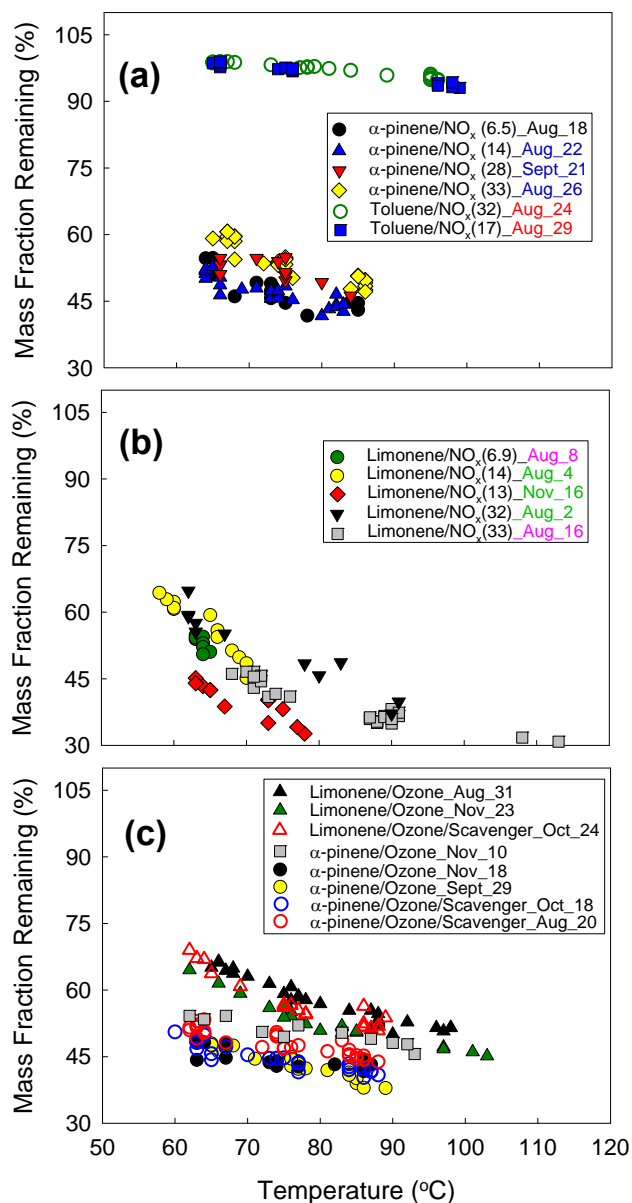 105
90
75
60
45
30
Mass Fraction Remaining (%)
(a)
α-pinene/NOx (6.5)_Aug_18
α-pinene/NOx (14)_Aug_22
α-pinene/NOx (28)_Sept_21
α-pinene/NOx (33)_Aug_26
Toluene/NOx(32)_Aug_24
Toluene/NOx(17)_Aug_29
105
90
75
60
45
30
Mass Fraction Remaining (%)
(b)
Limonene/NOx(6.9)_Aug_8
Limonene/NOx(14)_Aug_4
Limonene/NOx(13)_Nov_16
Limonene/NOx(32)_Aug_2
Limonene/NOx(33)_Aug_16
105
90
75
60
45
30
Mass Fraction Remaining (%)
(c)
Limonene/Ozone_Aug_31
Limonene/Ozone_Nov_23
Limonene/Ozone/Scavenger_Oct_24
α-pinene/Ozone_Nov_10
α-pinene/Ozone_Nov_18
α-pinene/Ozone_Sept_29
α-pinene/Ozone/Scavenger_Oct_18
α-pinene/Ozone/Scavenger_Aug_20
50 60 70 80 90 100 110 120
Temperature (oC)